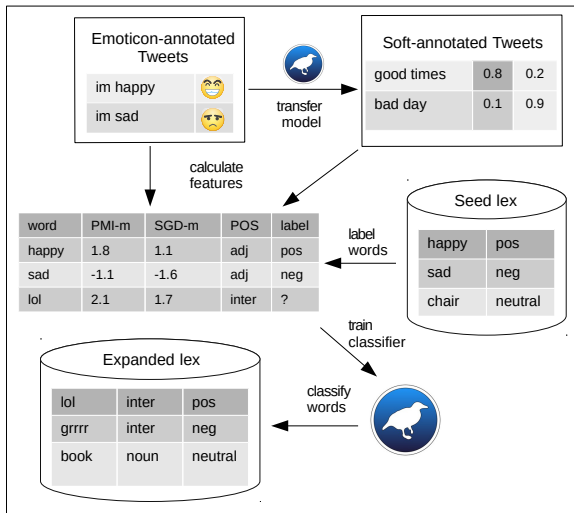 Emoticon-annotated
Tweets
im happy
im sad
transfer
model
Soft-annotated Tweets
good times 0.8 0.2
bad day 0.1 0.9
calculate
features
word PMI-m SGD-m POS label
happy 1.8 1.1 adj pos
sad -1.1 -1.6 adj neg
lol 2.1 1.7 inter ?
label
words
Seed lex
happy pos
sad neg
chair neutral
train
classifier
Expanded lex
lol inter pos
grrrr inter neg
book noun neutral
classify
words